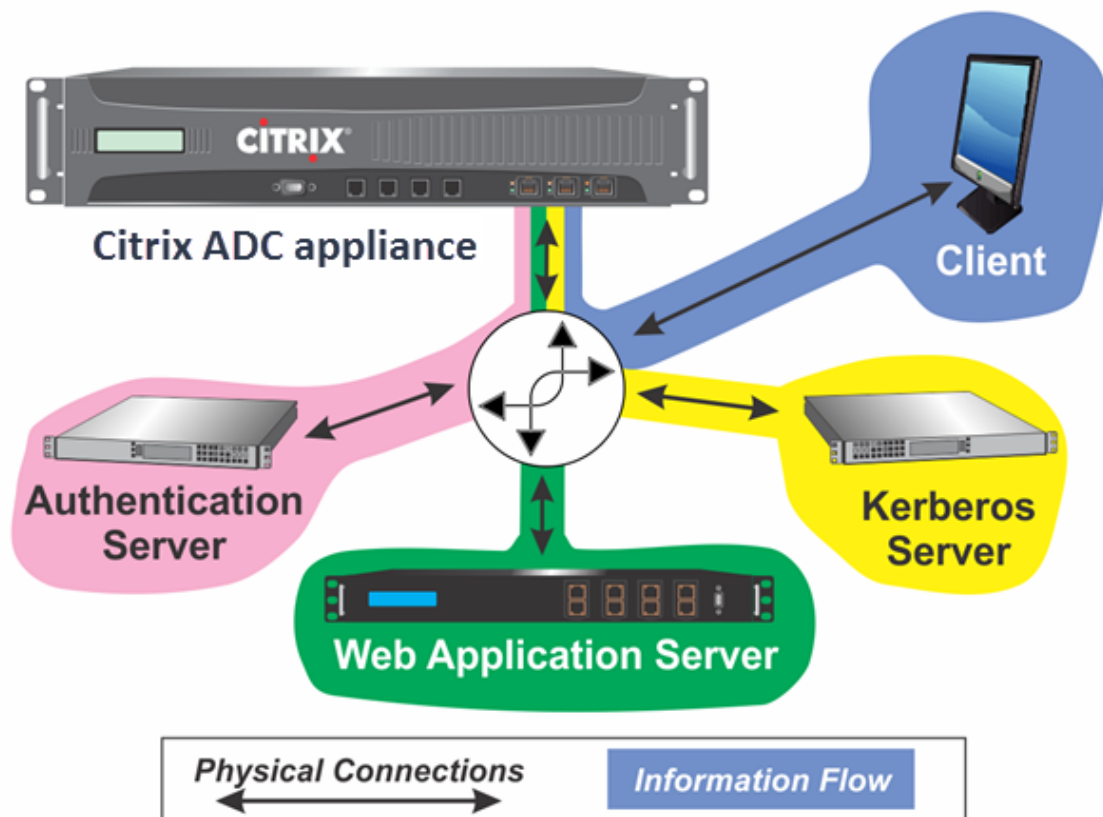 CITRIX®
Citrix ADC appliance
Client
Authentication
Server
Kerberos
Server
Web Application Server
Physical Connections
Information Flow